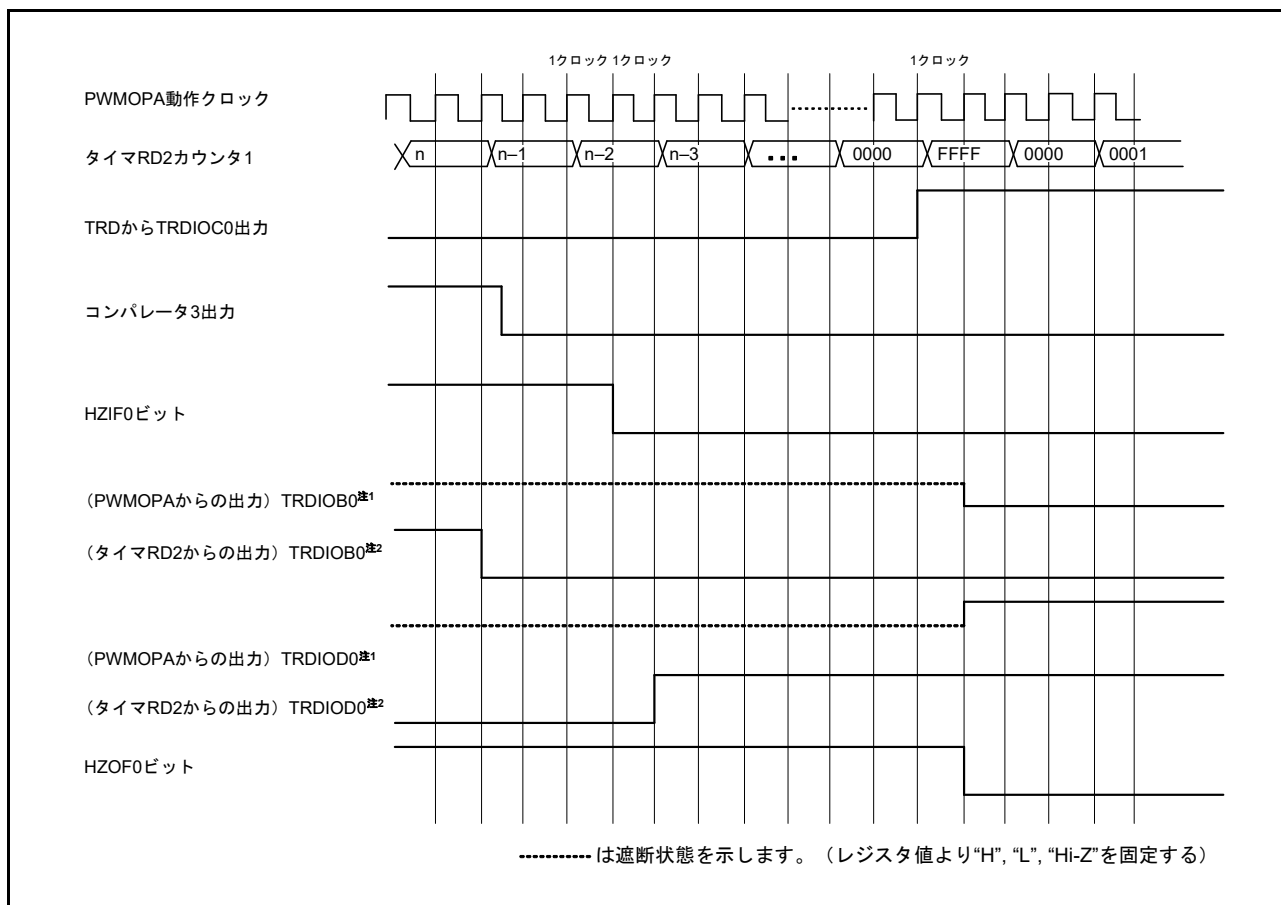 1クロック 1クロック 1クロック
PWMOPA動作クロック
タイマRD2カウンタ1 n n–1 n–2 n–3 ▪▪▪ 0000 FFFF 0000 0001
TRDからTRDIOC0出力
コンパレータ3出力
HZIF0ビット
（PWMOPAからの出力）TRDIOB0注1
（タイマRD2からの出力）TRDIOB0注2
（PWMOPAからの出力）TRDIOD0注1
（タイマRD2からの出力）TRDIOD0注2
HZOF0ビット
は遮断状態を示します。（レジスタ値より“H”, “L”, “Hi-Z”を固定する）